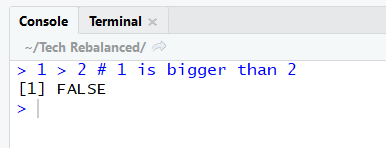 Console Terminal ×
~/Tech Rebalanced/
> 1 > 2 # 1 is bigger than 2
[1] FALSE
>